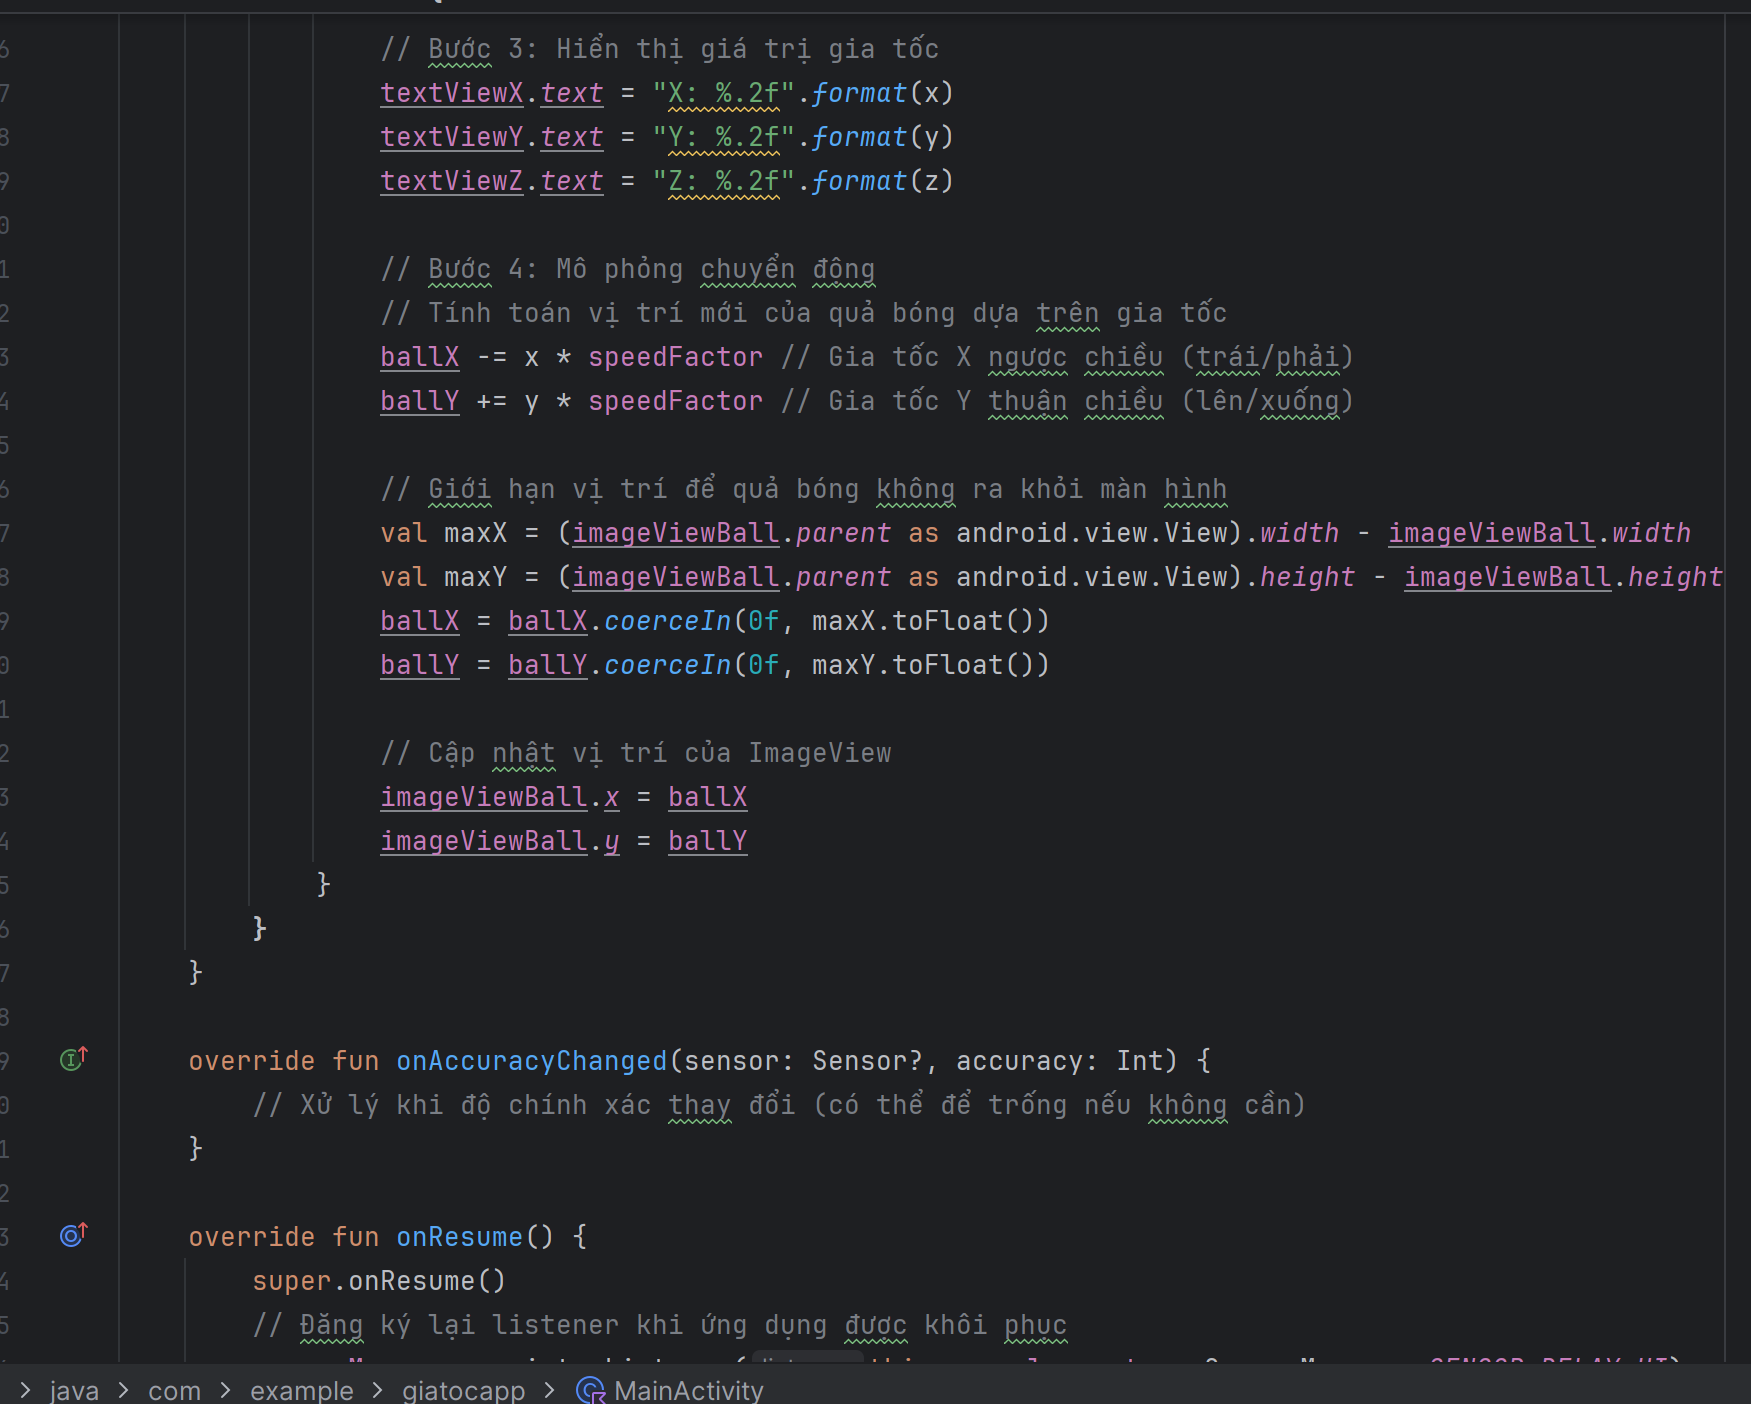 // Bước 3: Hiển thị giá trị gia tốc
textViewX.text = "X: %.2f".format(x)
textViewY.text = "Y: %.2f".format(y)
textViewZ.text = "Z: %.2f".format(z)
// Bước 4: Mô phỏng chuyển động
// Tính toán vị trí mới của quả bóng dựa trên gia tốc
ballX -= x * speedFactor // Gia tốc X ngược chiều (trái/phải)
ballY += y * speedFactor // Gia tốc Y thuận chiều (lên/xuống)
// Giới hạn vị trí để quả bóng không ra khỏi màn hình
val maxX = (imageViewBall.parent as android.view.View).width - imageViewBall.width
val maxY = (imageViewBall.parent as android.view.View).height - imageViewBall.height
ballX = ballX.coerceIn(0f, maxX.toFloat())
ballY = ballY.coerceIn(0f, maxY.toFloat())
// Cập nhật vị trí của ImageView
imageViewBall.x = ballX
imageViewBall.y = ballY
}
}
}
override fun onAccuracyChanged(sensor: Sensor?, accuracy: Int) {
// Xử lý khi độ chính xác thay đổi (có thể để trống nếu không cần)
}
override fun onResume() {
super.onResume()
// Đăng ký lại listener khi ứng dụng được khôi phục
java > com > example > giatocapp > MainActivity